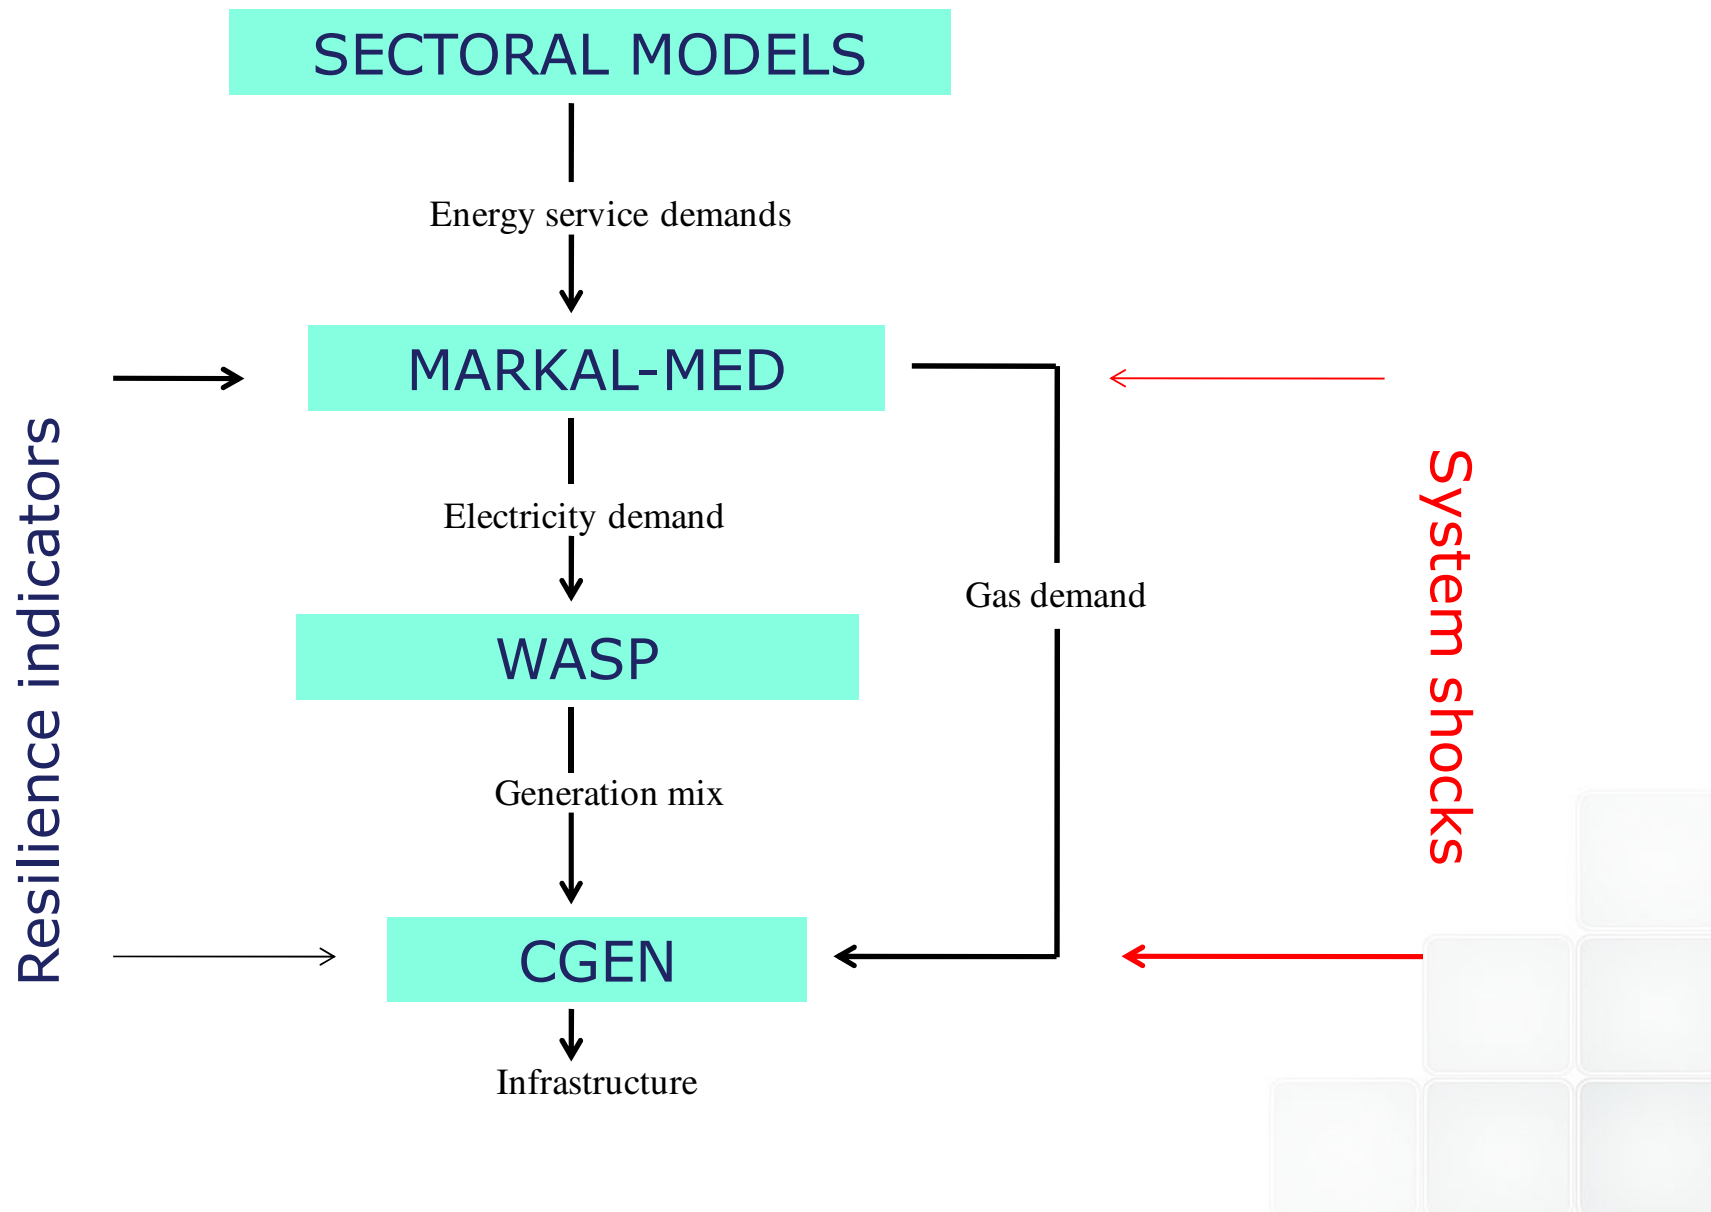 SECTORAL MODELS
Energy service demands
MARKAL-MED
Electricity demand
Gas demand
WASP
Generation mix
CGEN
Infrastructure
Resilience indicators
System shocks